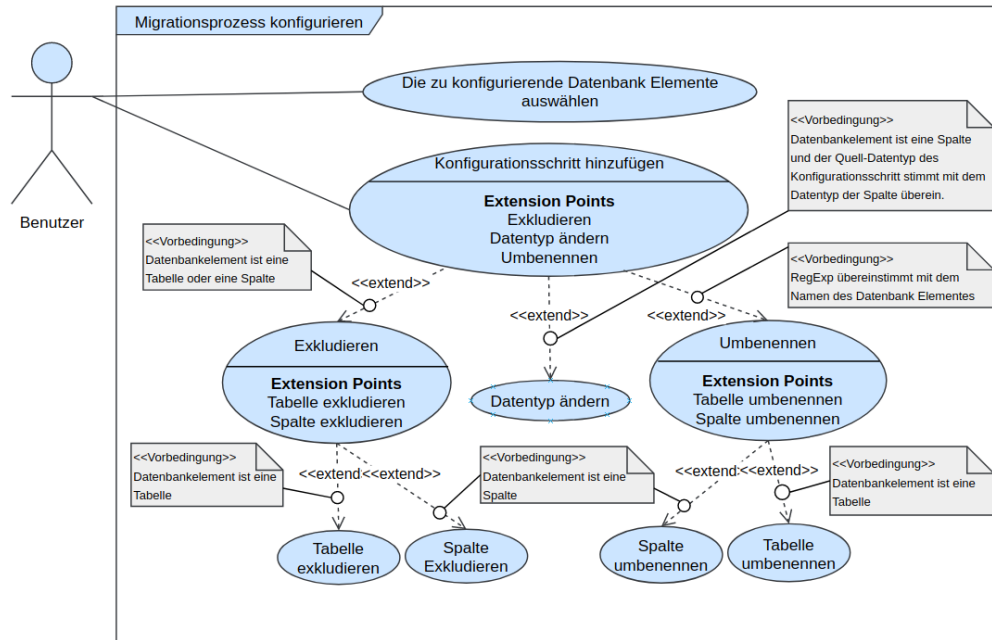 Migrationsprozess konfigurieren
Die zu konfigurierende Datenbank Elemente
auswählen
<<Vorbedingung>>
Datenbankelement ist eine Spalte
und der Quell-Datentyp des
Konfigurationsschritt stimmt mit dem
Datentyp der Spalte überein.
Konfigurationsschritt hinzufügen
Extension Points
Exkludieren
Datentyp ändern
Umbenennen
Benutzer
<<Vorbedingung>>
Datenbankelement ist eine
Tabelle oder eine Spalte
<<Vorbedingung>>
RegExp übereinstimmt mit dem
Namen des Datenbank Elementes
<<extend>>
<<extend>>
<<extend>>
Exkludieren
Extension Points
Tabelle exkludieren
Spalte exkludieren
Datentyp ändern
Umbenennen
Extension Points
Tabelle umbenennen
Spalte umbenennen
<<Vorbedingung>>
Datenbankelement ist eine
Tabelle
<<extend>>
<<extend>>
<<Vorbedingung>>
Datenbankelement ist eine
Spalte
<<extend>>
<<extend>>
<<Vorbedingung>>
Datenbankelement ist eine
Tabelle
Tabelle
exkludieren
Spalte
Exkludieren
Spalte
umbenennen
Tabelle
umbenennen